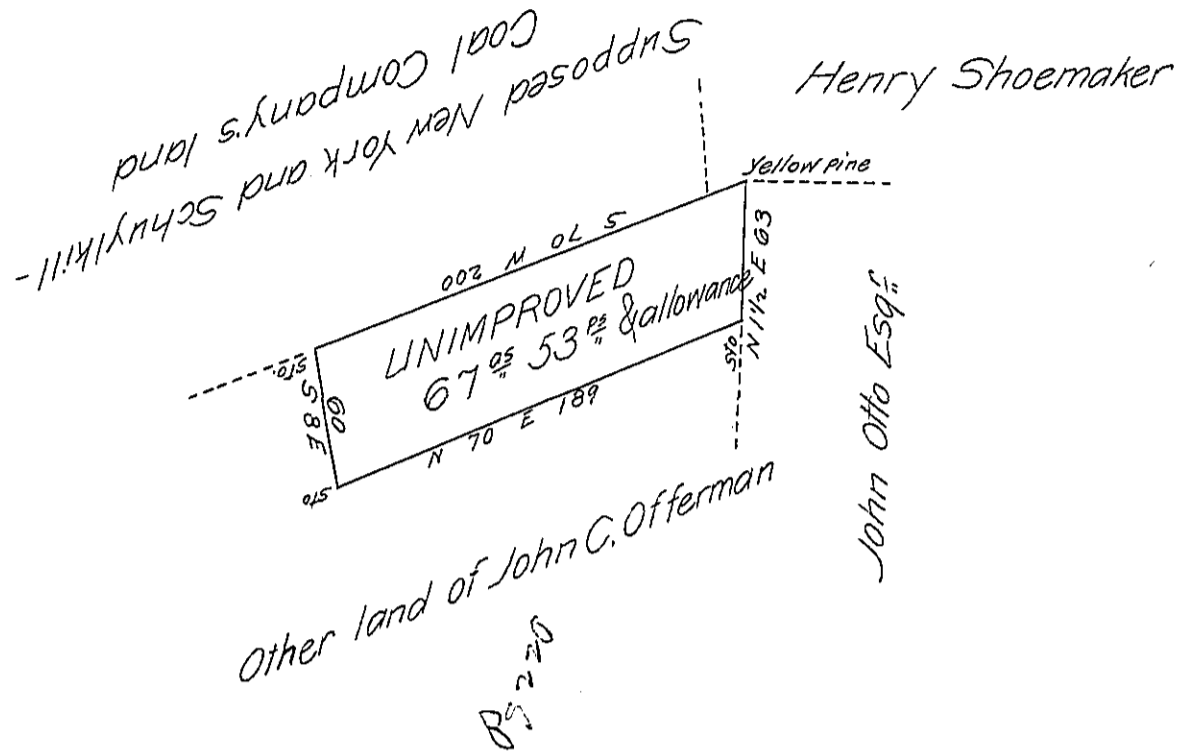 Supposed New York and Schuylkill-
Coal Company's land
Henry Shoemaker
Yellow pine
S 70 W 200
UNIMPROVED
67 as 53 ps & allowance
N 1½ E 63
sto.
S 8 E 60
sto
N 70 E 189
sto
John Otto Esqr
Other land of John C. Offerman